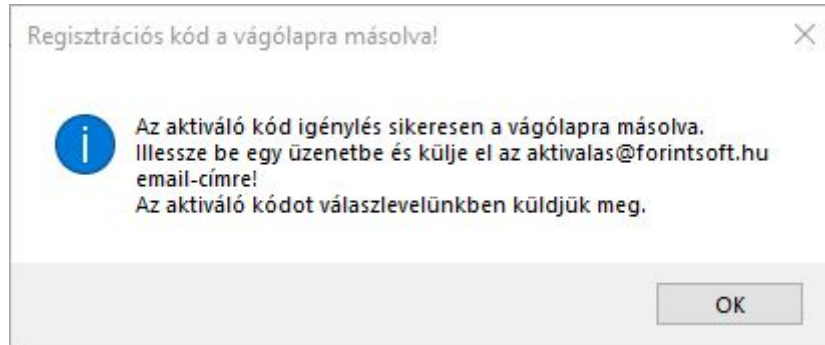 Regisztrációs kód a vágólapra másolva!
Az aktiváló kód igénylés sikeresen a vágólapra másolva.
Illessze be egy üzenetbe és külje el az aktivalas@forintsoft.hu
email-címre!
Az aktiváló kódot válaszlevelünkben küldjük meg.
OK